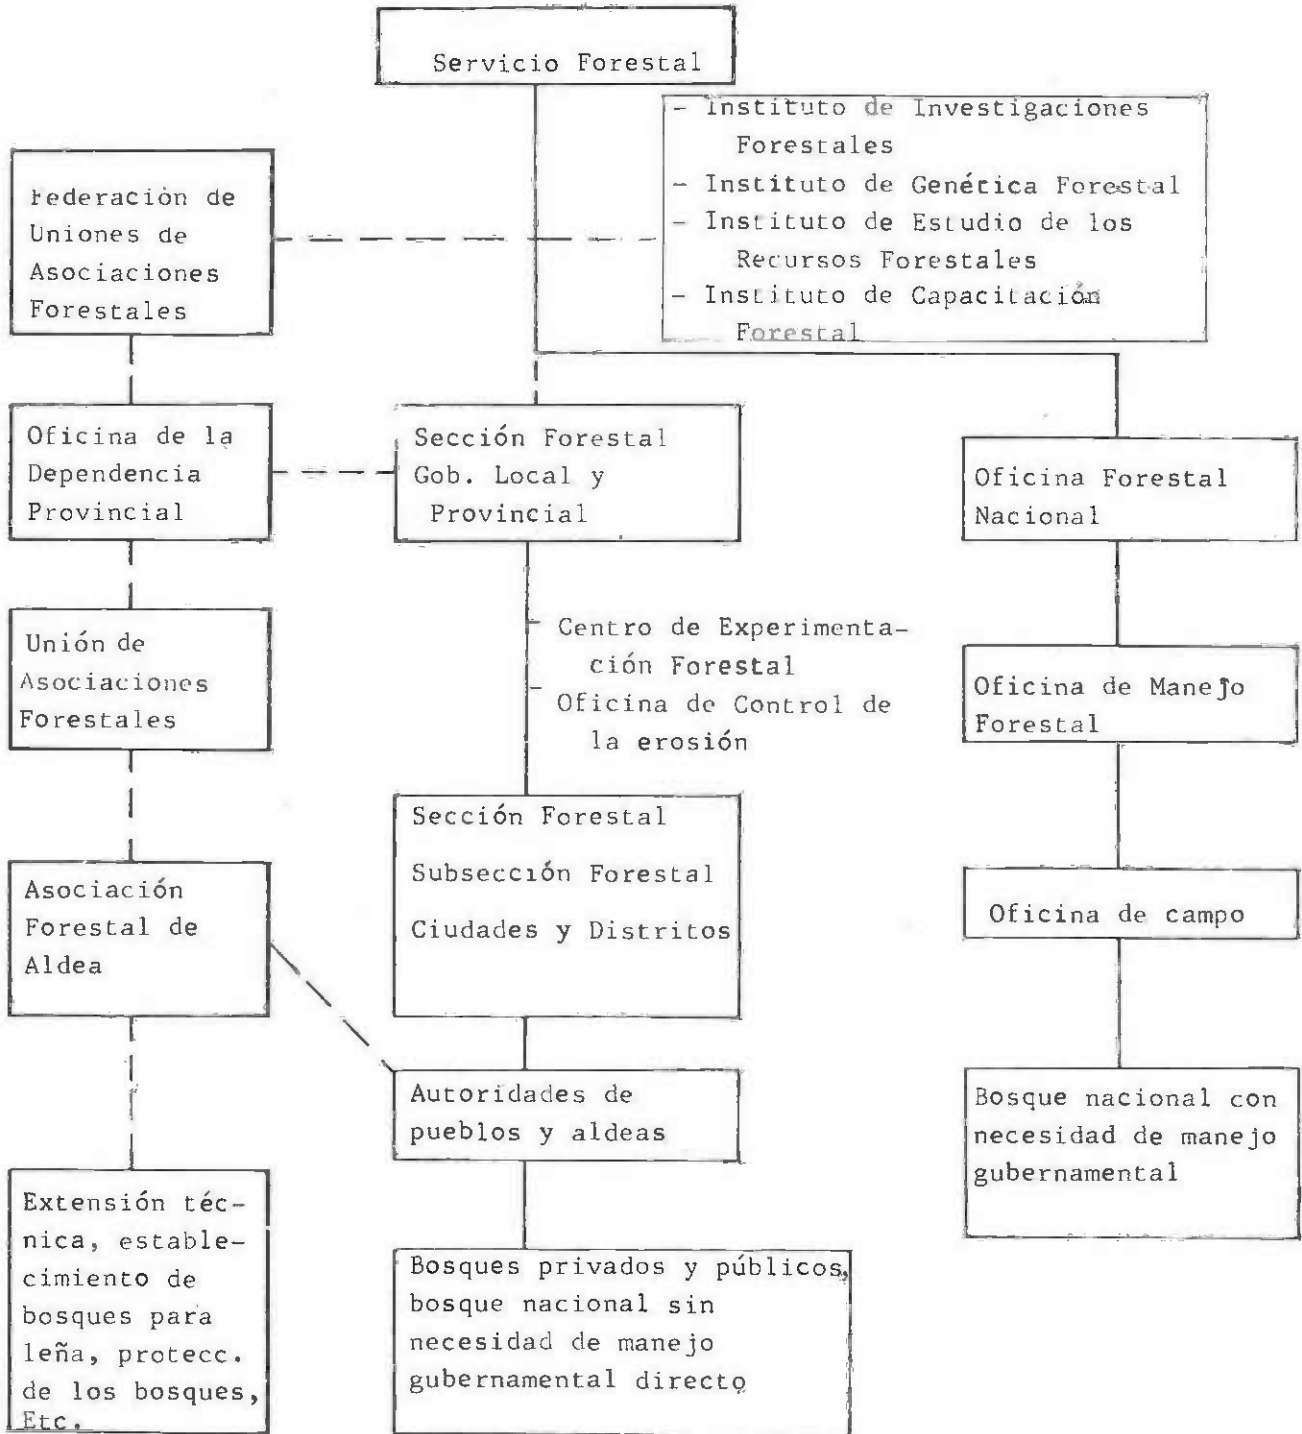 Servicio Forestal
- Instituto de Investigaciones
Forestales
- Instituto de Genética Forestal
- Instituto de Estudio de los
Recursos Forestales
- Instituto de Capacitación
Forestal
Federación de
Uniones de
Asociaciones
Forestales
Oficina de la
Dependencia
Provincial
Sección Forestal
Gob. Local y
Provincial
Oficina Forestal
Nacional
Unión de
Asociaciones
Forestales
- Centro de Experimenta-
ción Forestal
- Oficina de Control de
la erosión
Oficina de Manejo
Forestal
Sección Forestal
Subsección Forestal
Ciudades y Distritos
Asociación
Forestal de
Aldea
Oficina de campo
Autoridades de
pueblos y aldeas
Bosque nacional con
necesidad de manejo
gubernamental
Extensión téc-
nica, estable-
cimiento de
bosques para
leña, protecc.
de los bosques,
Etc.
Bosques privados y públicos,
bosque nacional sin
necesidad de manejo
gubernamental directo